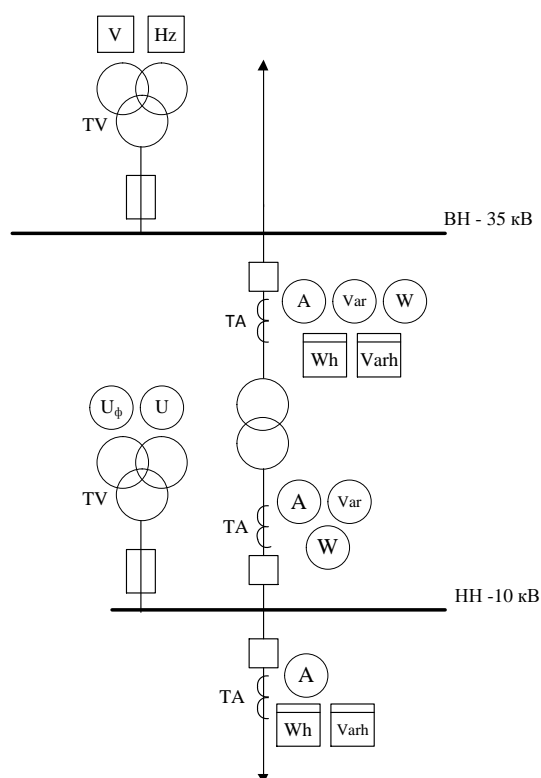 V Hz
TV
ВН - 35 кВ
A Var W
TA
Wh Varh
Uф U
TV
A Var
TA
W
НН -10 кВ
A
TA
Wh Varh